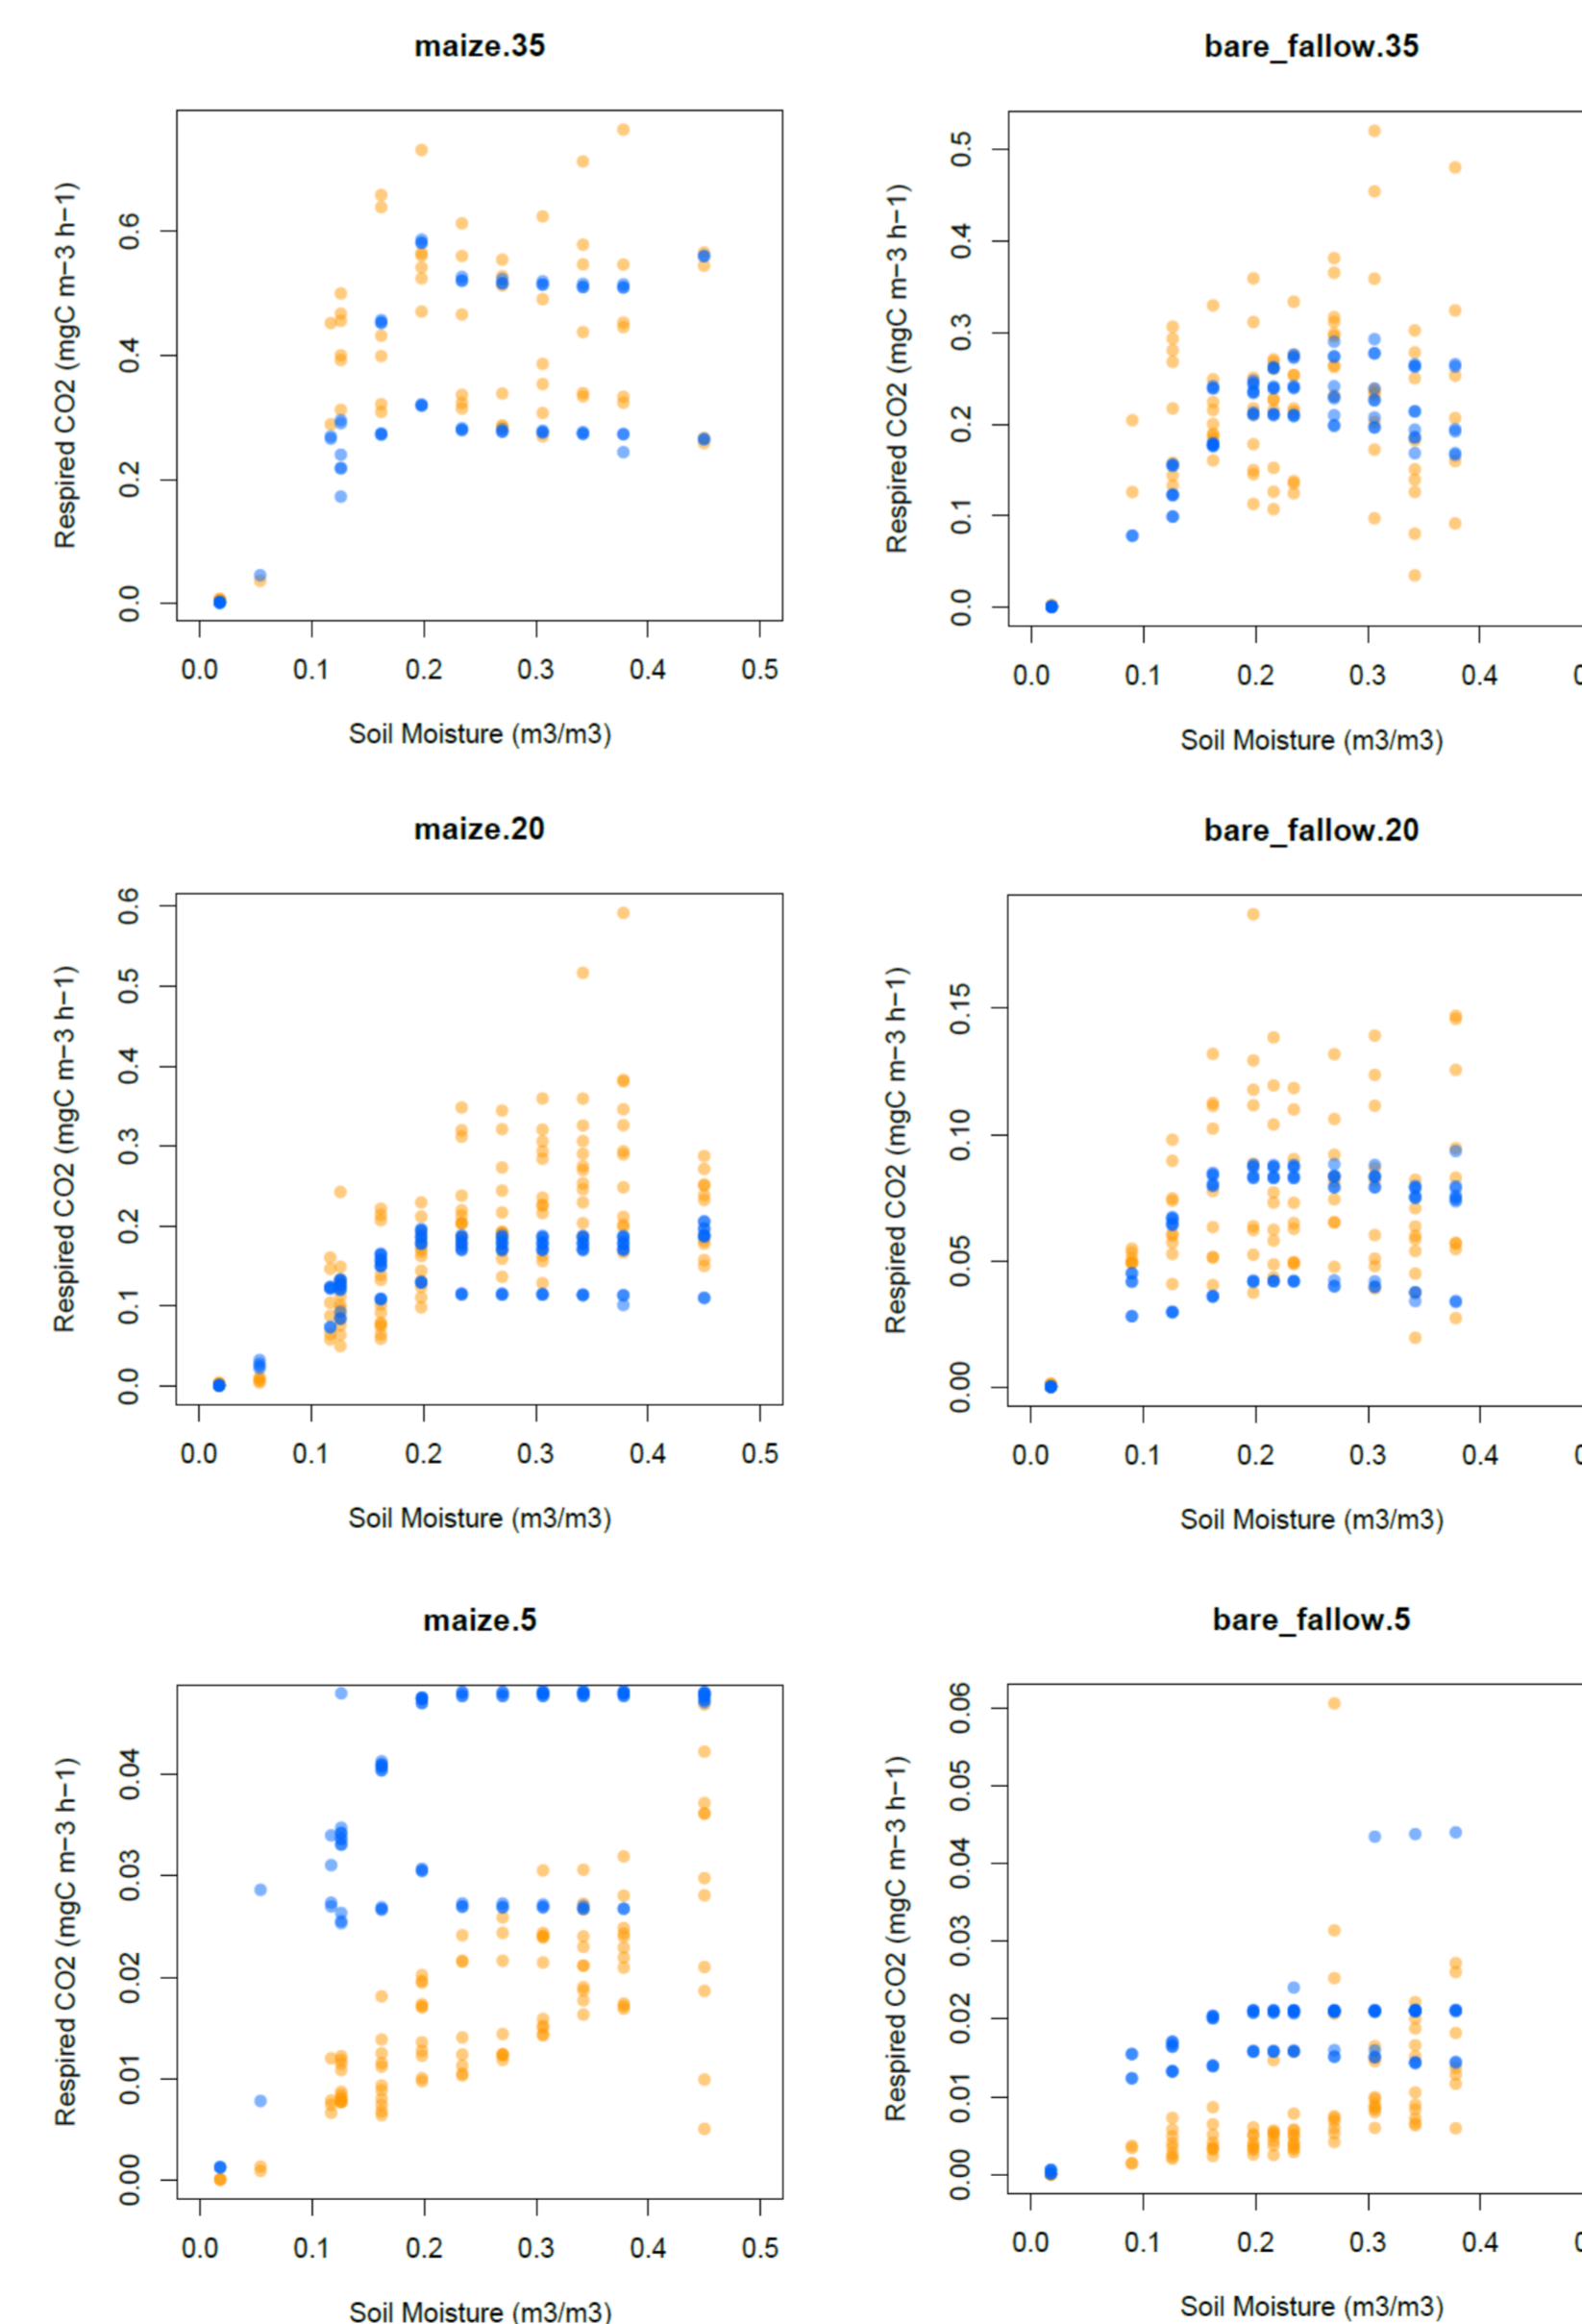 maize.35
bare_fallow.35
Respired CO2 (mgC m−3 h−1)
0.0 0.2 0.4 0.6
0.0 0.1 0.2 0.3 0.4 0.5
Soil Moisture (m3/m3)
Respired CO2 (mgC m−3 h−1)
0.0 0.1 0.2 0.3 0.4 0.5
0.0 0.1 0.2 0.3 0.4
Soil Moisture (m3/m3)
maize.20
bare_fallow.20
Respired CO2 (mgC m−3 h−1)
0.0 0.1 0.2 0.3 0.4 0.5 0.6
0.0 0.1 0.2 0.3 0.4 0.5
Soil Moisture (m3/m3)
Respired CO2 (mgC m−3 h−1)
0.00 0.05 0.10 0.15
0.0 0.1 0.2 0.3 0.4
Soil Moisture (m3/m3)
maize.5
bare_fallow.5
Respired CO2 (mgC m−3 h−1)
0.00 0.01 0.02 0.03 0.04
0.0 0.1 0.2 0.3 0.4 0.5
Soil Moisture (m3/m3)
Respired CO2 (mgC m−3 h−1)
0.00 0.01 0.02 0.03 0.04 0.05 0.06
0.0 0.1 0.2 0.3 0.4
Soil Moisture (m3/m3)